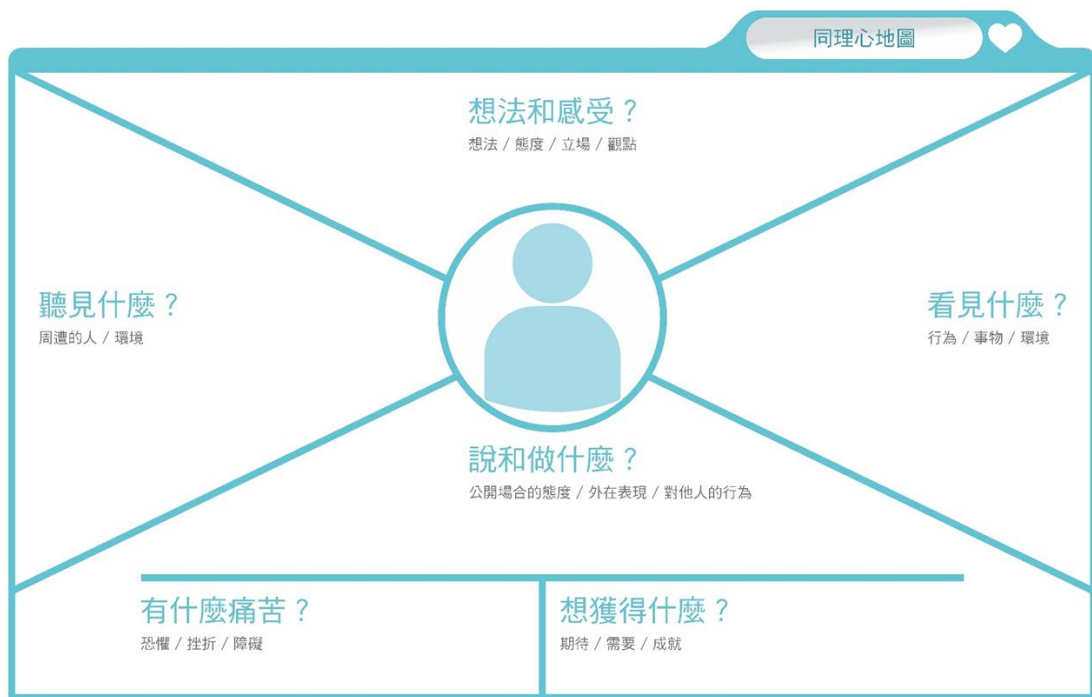 同理心地圖
想法和感受？
想法 / 態度 / 立場 / 觀點
聽見什麼？
周遭的人 / 環境
看見什麼？
行為 / 事物 / 環境
說和做什麼？
公開場合的態度 / 外在表現 / 對他人的行為
有什麼痛苦？
恐懼 / 挫折 / 障礙
想獲得什麼？
期待 / 需要 / 成就